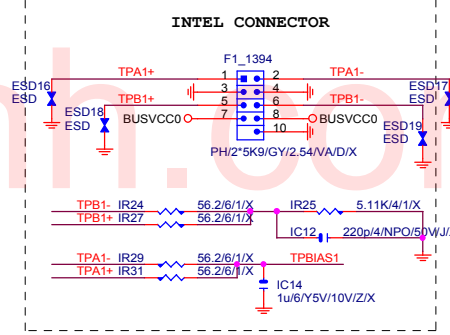 INTEL CONNECTOR
F1_1394
TPA1+ 1 2 TPA1-
ESD16 3 4 ESD17
ESD ESD
TPB1+ 5 6 TPB1-
ESD18
ESD BUSVCC0 7 8 BUSVCC0
ESD19
10 ESD
PH/2*5K9/GY/2.54/VA/D/X
TPB1- IR24 56.2/6/1/X IR25 5.11K/4/1/X
TPB1+ IR27 56.2/6/1/X
IC12 220p/4/NPO/50V/J/
TPA1- IR29 56.2/6/1/X TPBIAS1
TPA1+ IR31 56.2/6/1/X
IC14
1u/6/Y5V/10V/Z/X